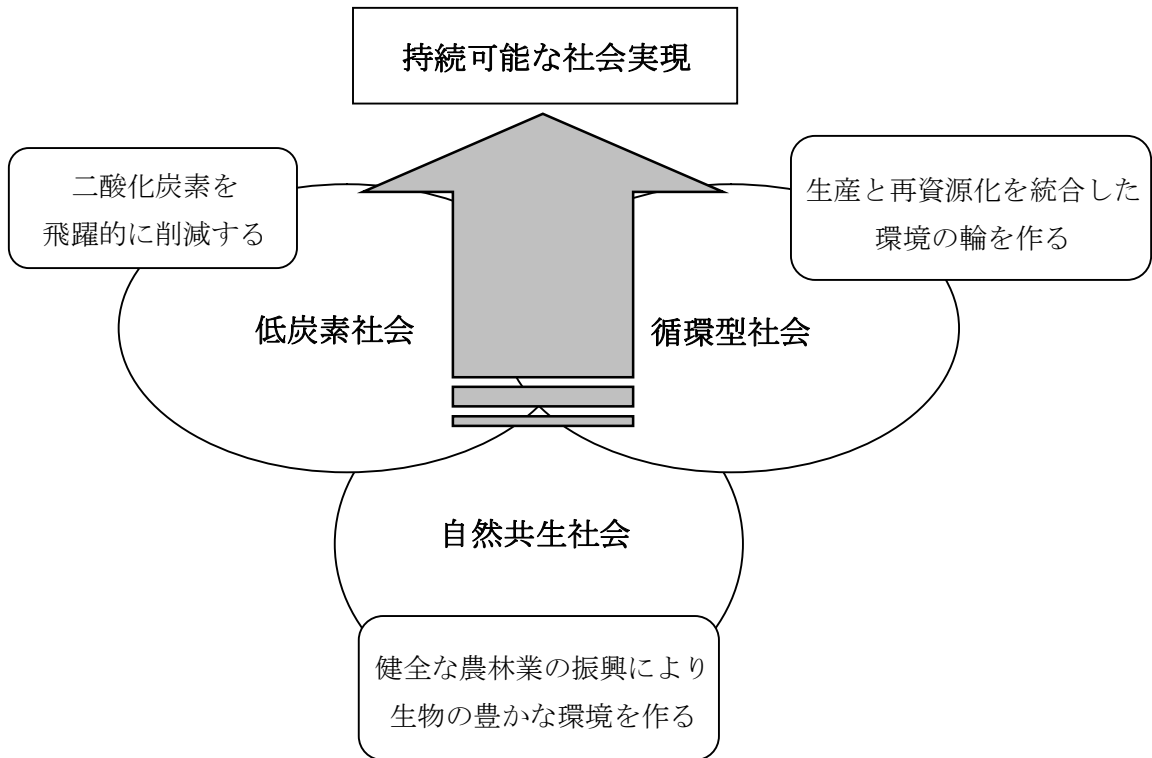 持続可能な社会実現
二酸化炭素を
飛躍的に削減する
生産と再資源化を統合した
環境の輪を作る
低炭素社会
循環型社会
自然共生社会
健全な農林業の振興により
生物の豊かな環境を作る